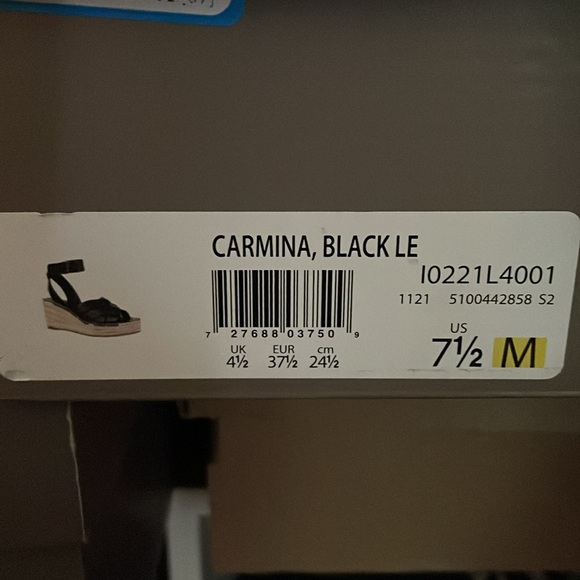 CARMINA, BLACK LE
I0221L4001
1121 5100442858 S2
7 27688 03750 9
UK EUR cm US
4½ 37½ 24½ 7½ M